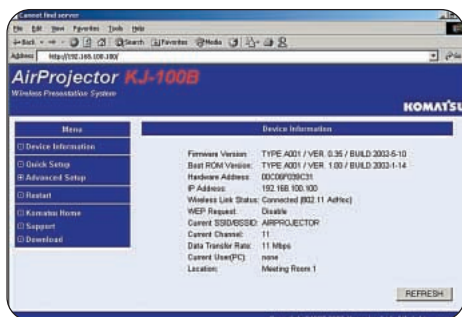 Cannot find server
File Edit View Favorites Tools Help
Back Search Favorites Media
Address http://192.168.100.100/
AirProjector KJ-100B
Wireless Presentation System
KOMATSU
Menu
Device Information
Quick Setup
Advanced Setup
Restart
Komatsu Home
Support
Download
Device Information
Firmware Version: TYPE A001 / VER. 0.35 / BUILD 2003-6-10
Boot ROM Version: TYPE A001 / VER. 1.00 / BUILD 2003-1-14
Hardware Address: 00C06F039C31
IP Address: 192.168.100.100
Wireless Link Status: Connected (802.11 AdHoc)
WEP Request: Disable
Current SSID/BSSID: AIRPROJECTOR
Current Channel: 11
Data Transfer Rate: 11 Mbps
Current User(PC): none
Location: Meeting Room 1
REFRESH